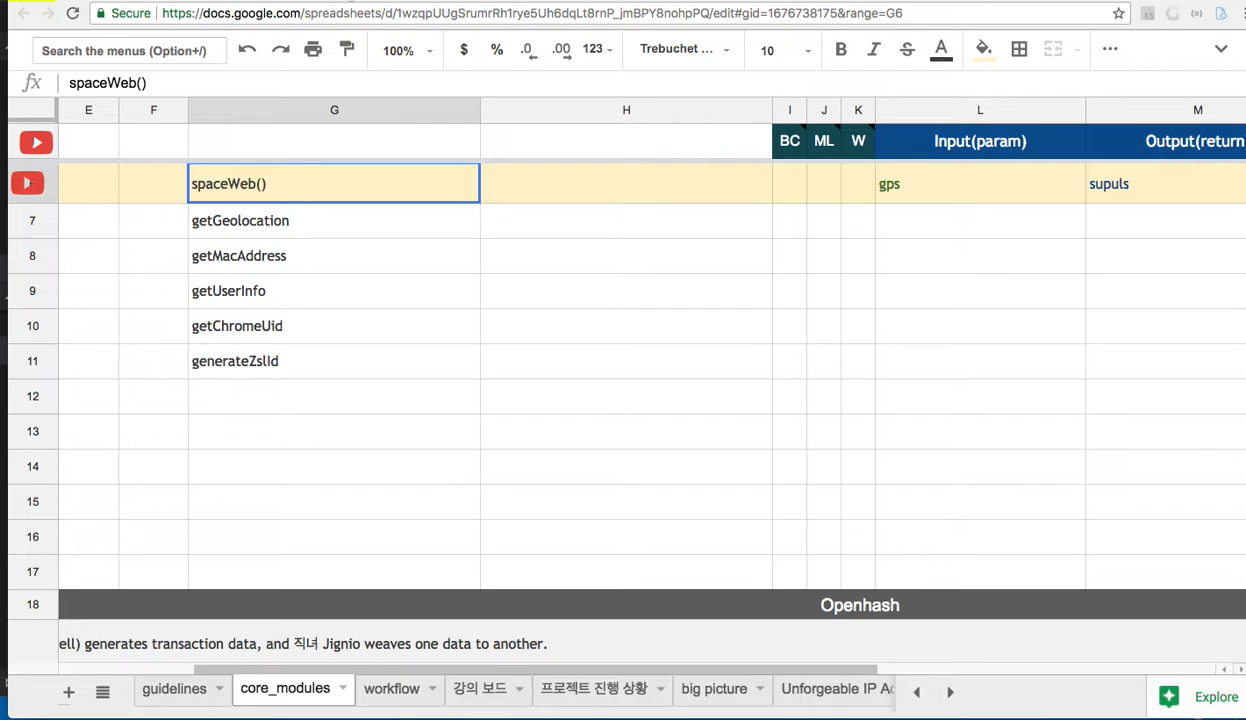 Secure https://docs.google.com/spreadsheets/d/1wzqpUUgSrumrRh1rye5Uh6dqLt8rnP_jmBPY8nohpPQ/edit#gid=1676738175&range=G6
Search the menus (Option+/) 100% $ % .0 .00 123 Trebuchet ... 10 B I S A
fx spaceWeb()
E F G H I J K L M
BC ML W Input(param) Output(return
spaceWeb() gps supuls
7 getGeolocation
8 getMacAddress
9 getUserInfo
10 getChromeUid
11 generateZslId
12
13
14
15
16
17
18 Openhash
ell) generates transaction data, and 직녀 Jignio weaves one data to another.
guidelines core_modules workflow 강의 보드 프로젝트 진행 상황 big picture Unforgeable IP Ac Explore